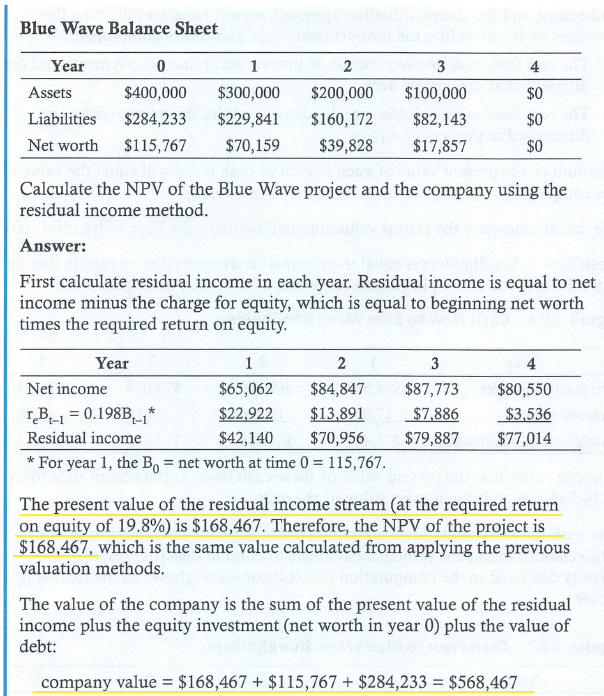 Blue Wave Balance Sheet
Year 0 1 2 3 4
Assets $400,000 $300,000 $200,000 $100,000 $0
Liabilities $284,233 $229,841 $160,172 $82,143 $0
Net worth $115,767 $70,159 $39,828 $17,857 $0
Calculate the NPV of the Blue Wave project and the company using the
residual income method.
Answer:
First calculate residual income in each year. Residual income is equal to net
income minus the charge for equity, which is equal to beginning net worth
times the required return on equity.
Year 1 2 3 4
Net income $65,062 $84,847 $87,773 $80,550
rₑBₜ₋₁ = 0.198Bₜ₋₁* $22,922 $13,891 $7,886 $3,536
Residual income $42,140 $70,956 $79,887 $77,014
* For year 1, the B₀ = net worth at time 0 = 115,767.
The present value of the residual income stream (at the required return
on equity of 19.8%) is $168,467. Therefore, the NPV of the project is
$168,467, which is the same value calculated from applying the previous
valuation methods.
The value of the company is the sum of the present value of the residual
income plus the equity investment (net worth in year 0) plus the value of
debt:
company value = $168,467 + $115,767 + $284,233 = $568,467